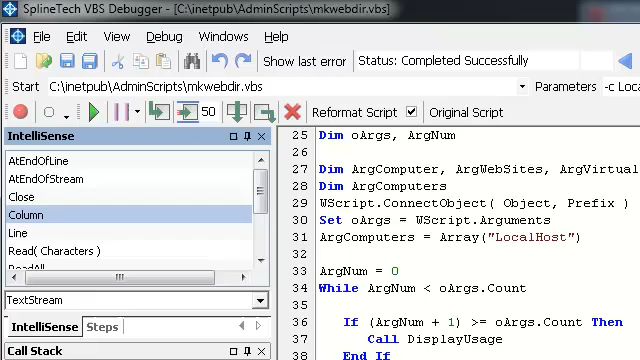 SplineTech VBS Debugger - [C:\inetpub\AdminScripts\mkwebdir.vbs]
File View Debug Script Window Help
Show last error Status: Completed Successfully
Start C:\inetpub\AdminScripts\mkwebdir.vbs Parameters -c Loc
50 Reformat Script Original Script
IntelliSense
AtEndOfLine
AtEndOfStream
Close
Column
Line
Read( Characters )
ReadAll
TextStream
IntelliSense Steps
Call Stack
25 Dim oArgs, ArgNum
26
27 Dim ArgComputer, ArgWebSites, ArgVirtual
28 Dim ArgComputers
29 WScript.ConnectObject( Object, Prefix )
30 Set oArgs = WScript.Arguments
31 ArgComputers = Array("LocalHost")
32
33 ArgNum = 0
34 While ArgNum < oArgs.Count
35
36 If (ArgNum + 1) >= oArgs.Count Then
37 Call DisplayUsage
38 End If